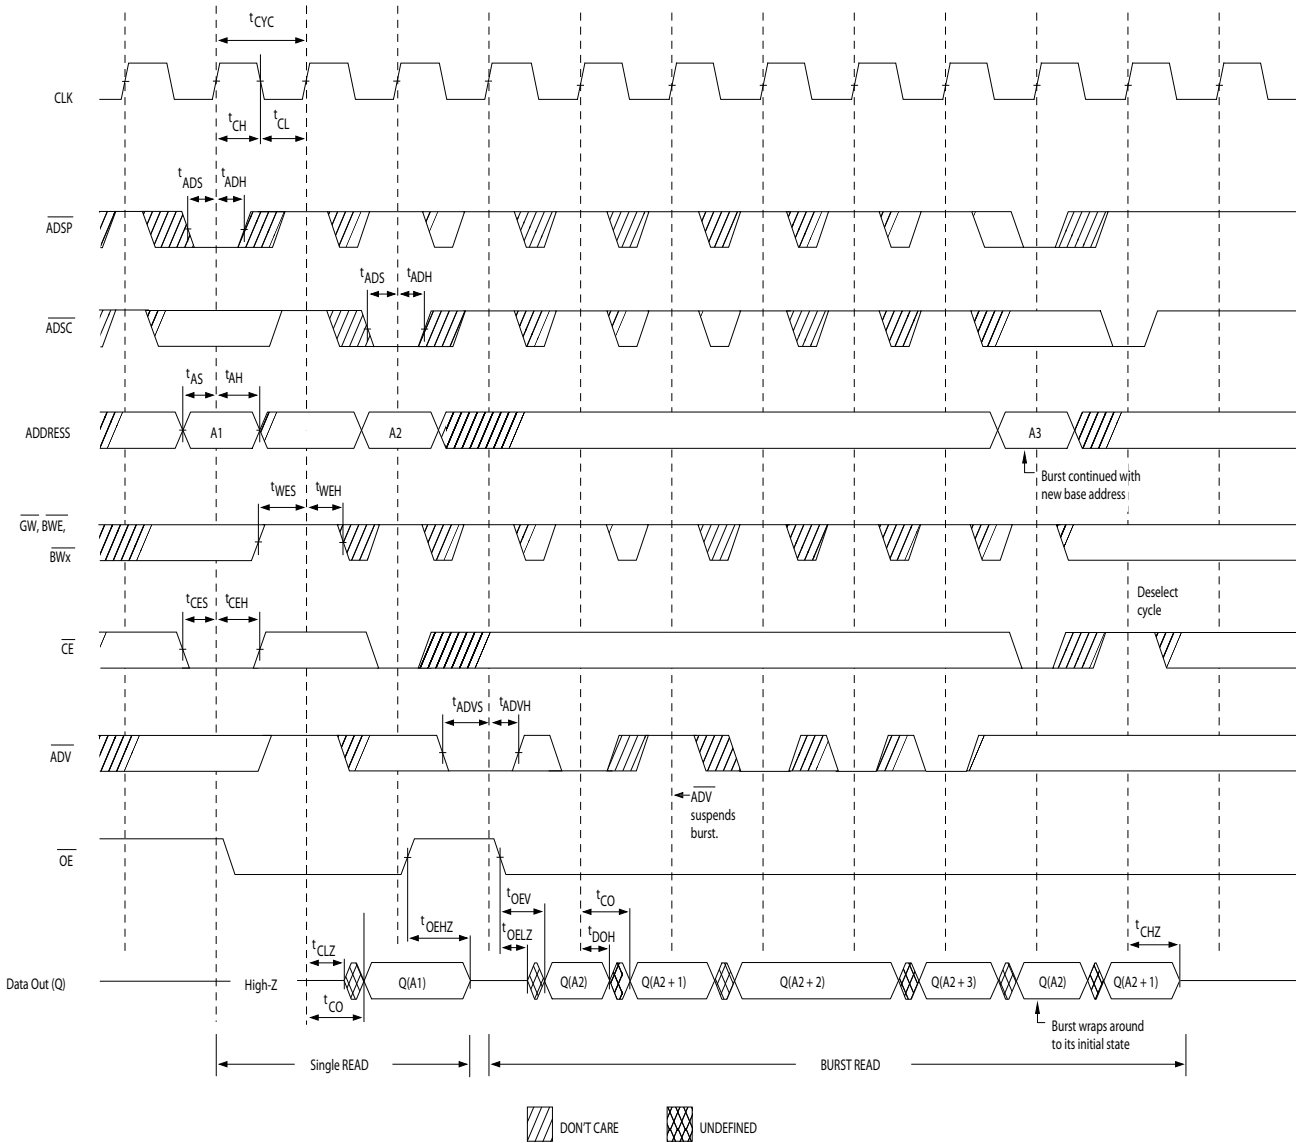 tCYC
CLK
tCH
tCL
tADS
tADH
ADSP
tADS
tADH
ADSC
tAS
tAH
ADDRESS
A1
A2
A3
Burst continued with
new base address
tWES
tWEH
GW, BWE,
BWx
Deselect
cycle
tCES
tCEH
CE
tADVS
tADVH
ADV
ADV
suspends
burst.
OE
tOEV
tCO
tOEHZ
tOELZ
tDOH
tCLZ
tCHZ
Data Out (Q)
High-Z
Q(A1)
Q(A2)
Q(A2 + 1)
Q(A2 + 2)
Q(A2 + 3)
Q(A2)
Q(A2 + 1)
tCO
Burst wraps around
to its initial state
Single READ
BURST READ
DON'T CARE
UNDEFINED